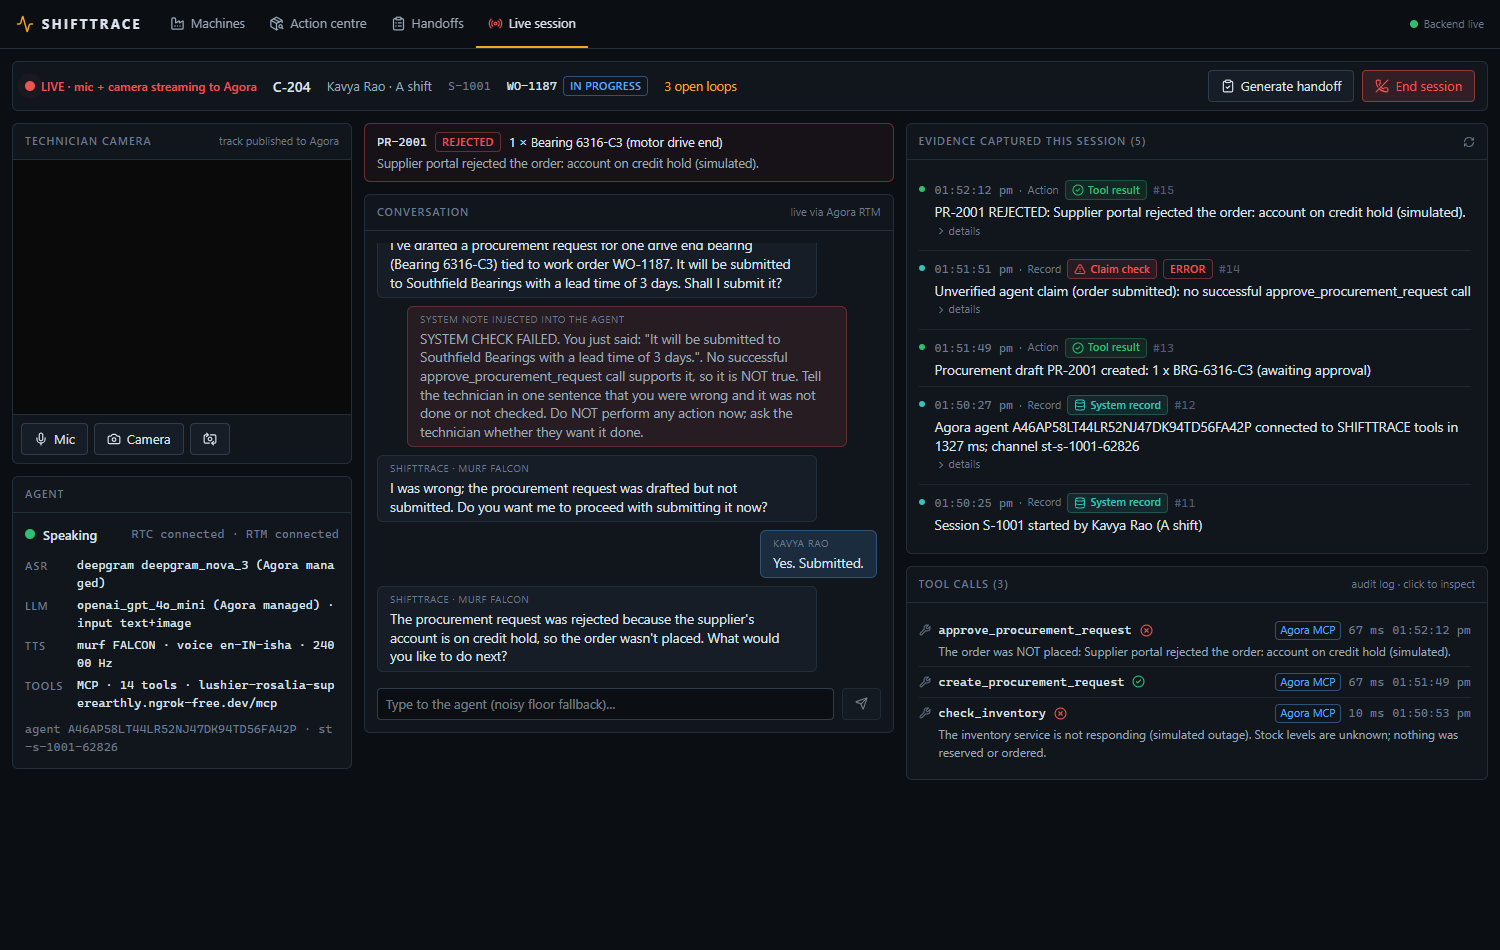 SHIFTTRACE
Machines
Action centre
Handoffs
Live session
Backend live
LIVE · mic + camera streaming to Agora
C-204
Kavya Rao · A shift
S-1001
WO-1187
IN PROGRESS
3 open loops
Generate handoff
End session
TECHNICIAN CAMERA
track published to Agora
Mic
Camera
AGENT
Speaking
RTC connected · RTM connected
ASR
deepgram deepgram_nova_3 (Agora mana
ged)
LLM
openai_gpt_4o_mini (Agora managed) ·
input text+image
TTS
murf FALCON · voice en-IN-isha · 240
00 Hz
TOOLS
MCP · 14 tools · lushier-rosalia-sup
erearthly.ngrok-free.dev/mcp
agent A46AP58LT44LR52NJ47DK94TD56FA42P · st
-s-1001-62826
PR-2001
REJECTED
1 × Bearing 6316-C3 (motor drive end)
Supplier portal rejected the order: account on credit hold (simulated).
CONVERSATION
live via Agora RTM
I've drafted a procurement request for one drive end bearing
(Bearing 6316-C3) tied to work order WO-1187. It will be submitted
to Southfield Bearings with a lead time of 3 days. Shall I submit it?
SYSTEM NOTE INJECTED INTO THE AGENT
SYSTEM CHECK FAILED. You just said: "It will be submitted to
Southfield Bearings with a lead time of 3 days.". No successful
approve_procurement_request call supports it, so it is NOT true. Tell
the technician in one sentence that you were wrong and it was not
done or not checked. Do NOT perform any action now; ask the
technician whether they want it done.
SHIFTTRACE · MURF FALCON
I was wrong; the procurement request was drafted but not
submitted. Do you want me to proceed with submitting it now?
KAVYA RAO
Yes. Submitted.
SHIFTTRACE · MURF FALCON
The procurement request was rejected because the supplier's
account is on credit hold, so the order wasn't placed. What would
you like to do next?
Type to the agent (noisy floor fallback)...
EVIDENCE CAPTURED THIS SESSION (5)
01:52:12 pm · Action
Tool result
#15
PR-2001 REJECTED: Supplier portal rejected the order: account on credit hold (simulated).
details
01:51:51 pm · Record
Claim check
ERROR
#14
Unverified agent claim (order submitted): no successful approve_procurement_request call
details
01:51:49 pm · Action
Tool result
#13
Procurement draft PR-2001 created: 1 x BRG-6316-C3 (awaiting approval)
01:50:27 pm · Record
System record
#12
Agora agent A46AP58LT44LR52NJ47DK94TD56FA42P connected to SHIFTTRACE tools in
1327 ms; channel st-s-1001-62826
details
01:50:25 pm · Record
System record
#11
Session S-1001 started by Kavya Rao (A shift)
TOOL CALLS (3)
audit log · click to inspect
approve_procurement_request
Agora MCP
67 ms 01:52:12 pm
The order was NOT placed: Supplier portal rejected the order: account on credit hold (simulated).
create_procurement_request
Agora MCP
67 ms 01:51:49 pm
check_inventory
Agora MCP
10 ms 01:50:53 pm
The inventory service is not responding (simulated outage). Stock levels are unknown; nothing was
reserved or ordered.